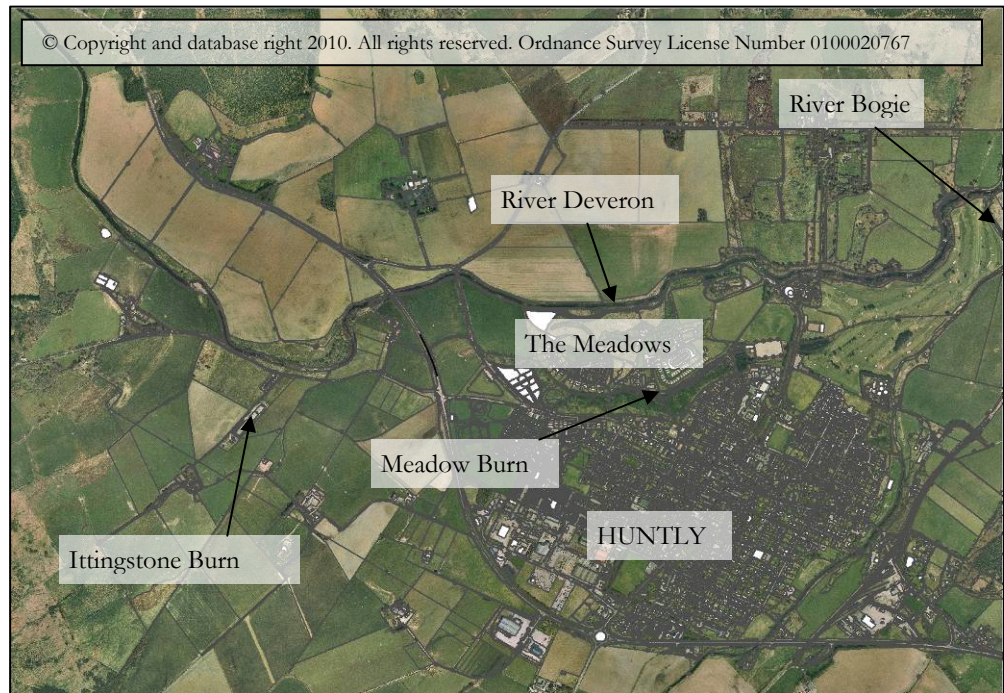 © Copyright and database right 2010. All rights reserved. Ordnance Survey License Number 0100020767
River Bogie
River Deveron
The Meadows
Meadow Burn
HUNTLY
Ittingstone Burn